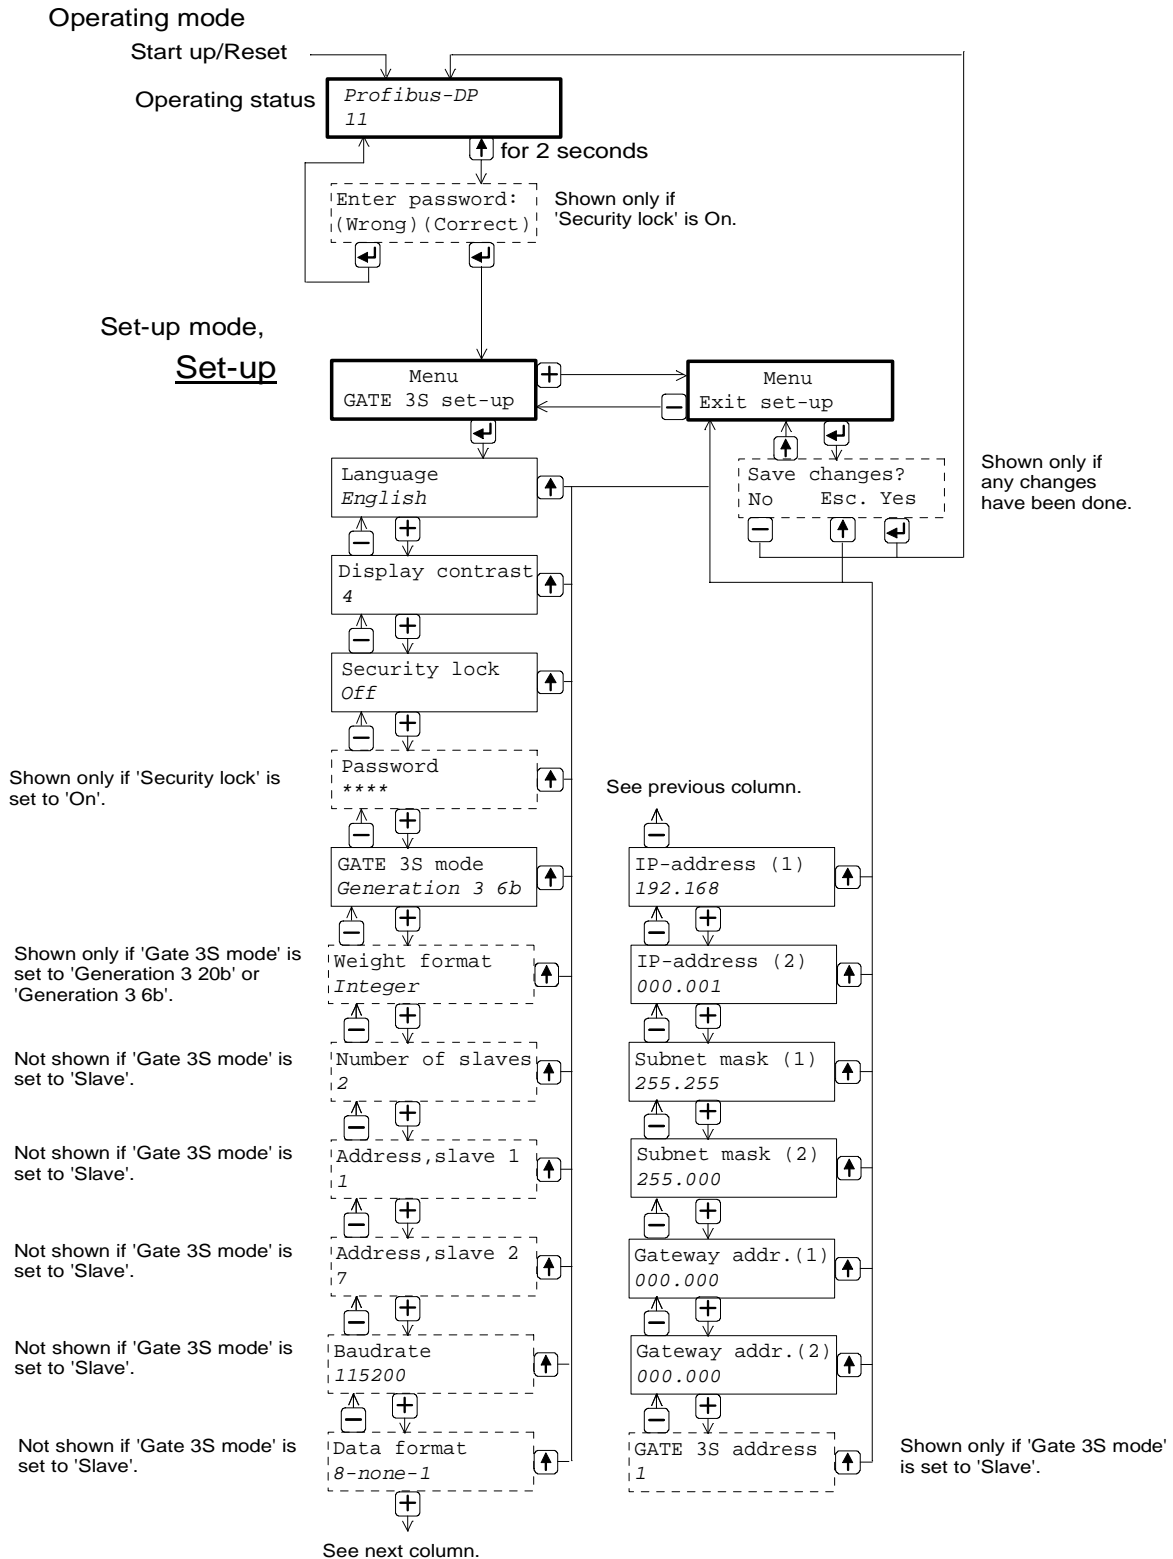 Operating mode
Start up/Reset
Operating status
Profibus-DP
11
for 2 seconds
Enter password:
(Wrong)(Correct)
Shown only if
'Security lock' is On.
Set-up mode,
Set-up
Menu
GATE 3S set-up
Menu
Exit set-up
Save changes?
No Esc. Yes
Shown only if
any changes
have been done.
Language
English
Display contrast
4
Security lock
Off
Shown only if 'Security lock' is
set to 'On'.
Password
****
GATE 3S mode
Generation 3 6b
Shown only if 'Gate 3S mode' is
set to 'Generation 3 20b' or
'Generation 3 6b'.
Weight format
Integer
Not shown if 'Gate 3S mode' is
set to 'Slave'.
Number of slaves
2
Not shown if 'Gate 3S mode' is
set to 'Slave'.
Address,slave 1
1
Not shown if 'Gate 3S mode' is
set to 'Slave'.
Address,slave 2
7
Not shown if 'Gate 3S mode' is
set to 'Slave'.
Baudrate
115200
Not shown if 'Gate 3S mode' is
set to 'Slave'.
Data format
8-none-1
See next column.
See previous column.
IP-address (1)
192.168
IP-address (2)
000.001
Subnet mask (1)
255.255
Subnet mask (2)
255.000
Gateway addr.(1)
000.000
Gateway addr.(2)
000.000
GATE 3S address
1
Shown only if 'Gate 3S mode'
is set to 'Slave'.